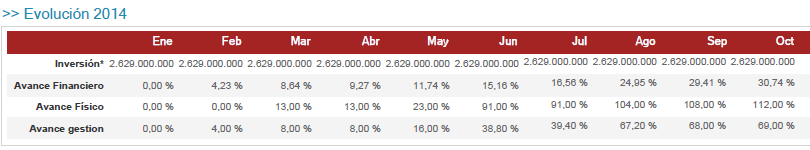 >> Evolución 2014
Ene Feb Mar Abr May Jun Jul Ago Sep Oct
Inversión* 2.629.000.000 2.629.000.000 2.629.000.000 2.629.000.000 2.629.000.000 2.629.000.000 2.629.000.000 2.629.000.000 2.629.000.000 2.629.000.000
Avance Financiero 0,00 % 4,23 % 8,64 % 9,27 % 11,74 % 15,16 % 16,56 % 24,95 % 29,41 % 30,74 %
Avance Físico 0,00 % 0,00 % 13,00 % 13,00 % 23,00 % 91,00 % 91,00 % 104,00 % 108,00 % 112,00 %
Avance gestion 0,00 % 4,00 % 8,00 % 8,00 % 16,00 % 38,80 % 39,40 % 67,20 % 68,00 % 69,00 %